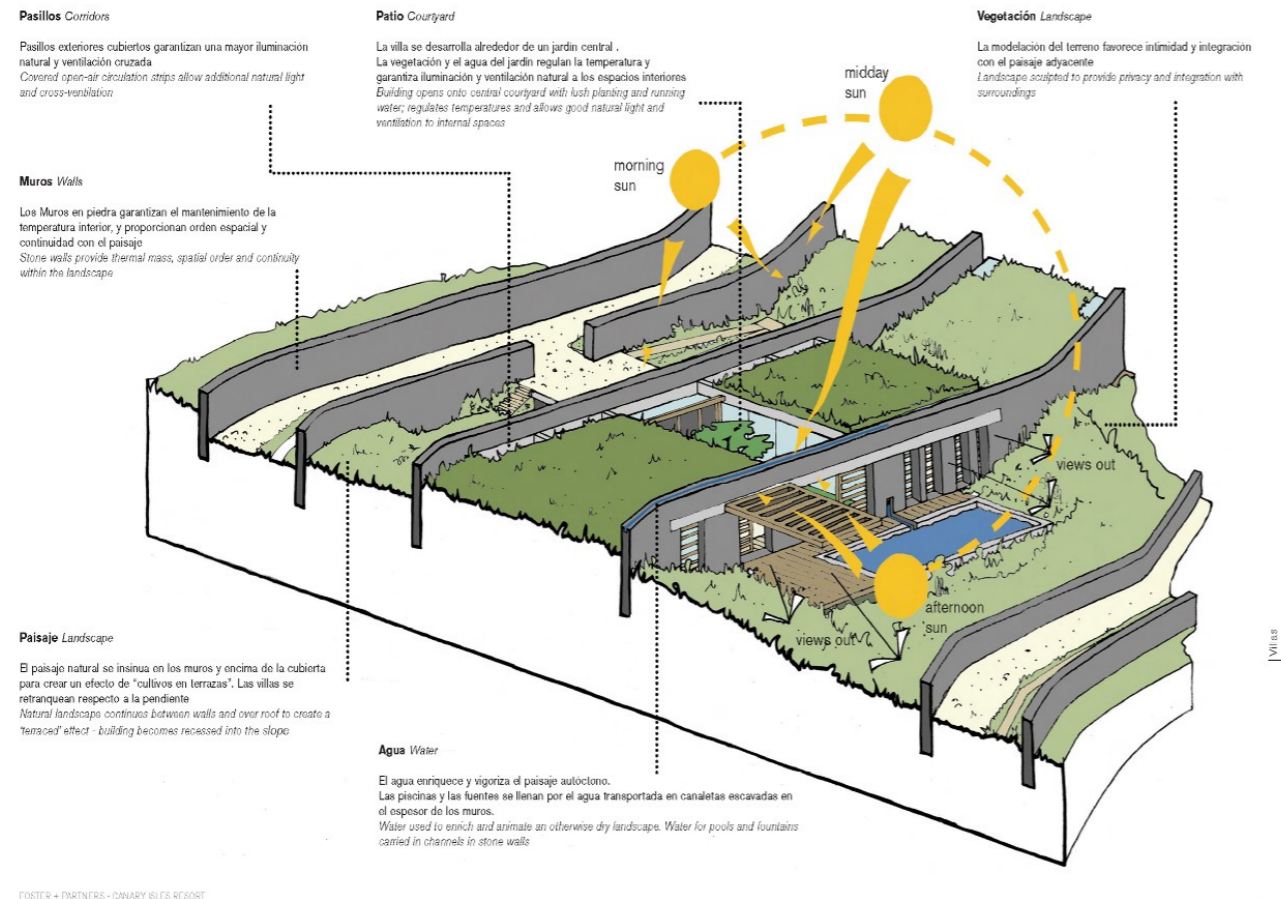 Pasillos Corridors
Pasillos exteriores cubiertos garantizan una mayor iluminación
natural y ventilación cruzada
Covered open-air circulation strips allow additional natural light
and cross-ventilation
Patio Courtyard
La villa se desarrolla alrededor de un jardín central .
La vegetación y el agua del jardín regulan la temperatura y
garantiza iluminación y ventilación natural a los espacios interiores
Building opens onto central courtyard with lush planting and running
water; regulates temperatures and allows good natural light and
ventilation to internal spaces
Vegetación Landscape
La modelación del terreno favorece intimidad y integración
con el paisaje adyacente
Landscape sculpted to provide privacy and integration with
surroundings
midday
sun
morning
sun
Muros Walls
Los Muros en piedra garantizan el mantenimiento de la
temperatura interior, y proporcionan orden espacial y
continuidad con el paisaje
Stone walls provide thermal mass, spatial order and continuity
within the landscape
views out
afternoon
sun
views out
Paisaje Landscape
El paisaje natural se insinua en los muros y encima de la cubierta
para crear un efecto de "cultivos en terrazas". Las villas se
retranquean respecto a la pendiente
Natural landscape continues between walls and over roof to create a
'terraced' effect - building becomes recessed into the slope
Agua Water
El agua enriquece y vigoriza el paisaje autóctono.
Las piscinas y las fuentes se llenan por el agua transportada en canaletas escavadas en
el espesor de los muros.
Water used to enrich and animate an otherwise dry landscape. Water for pools and fountains
carried in channels in stone walls
| Villas
FOSTER + PARTNERS - CANARY ISLES RESORT